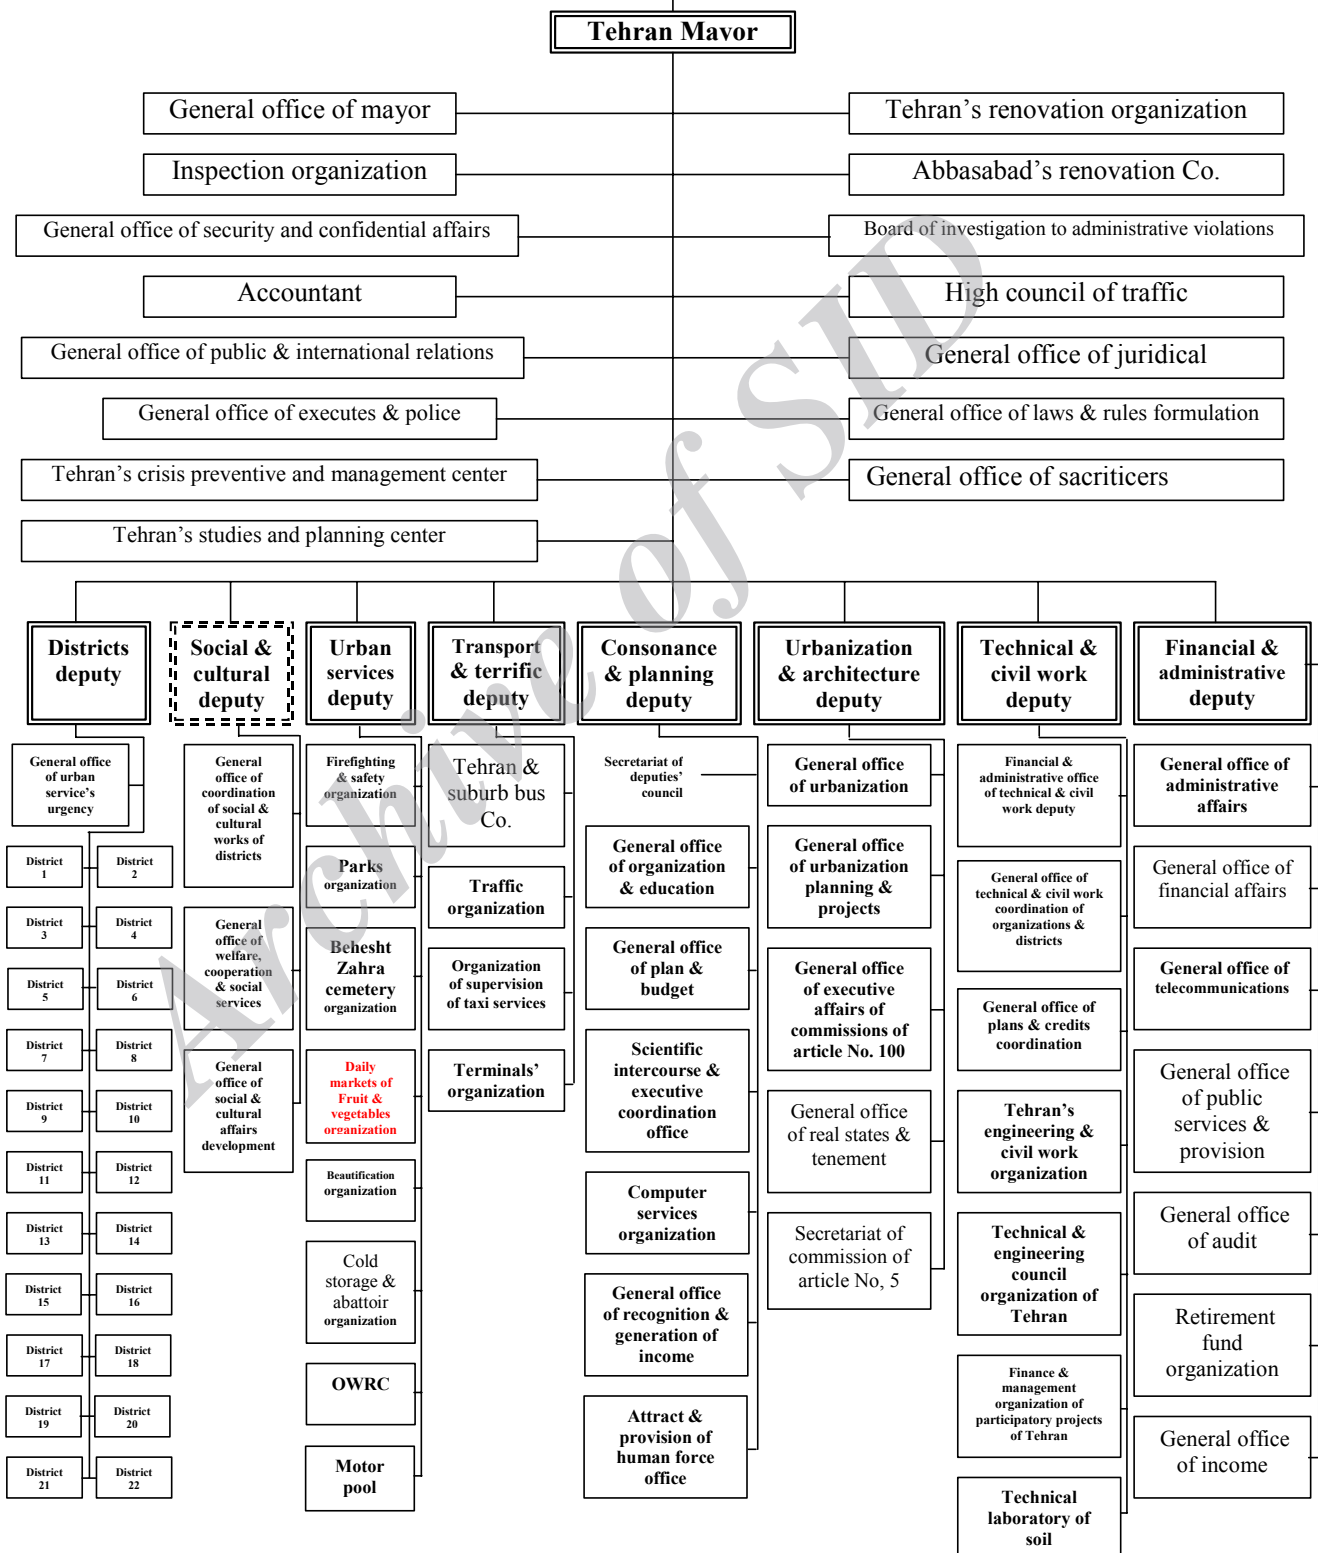 Tehran Mavor
General office of mayor
Tehran’s renovation organization
Inspection organization
Abbasabad’s renovation Co.
General office of security and confidential affairs
Board of investigation to administrative violations
Accountant
High council of traffic
General office of public & international relations
General office of juridical
General office of executes & police
General office of laws & rules formulation
Tehran’s crisis preventive and management center
General office of sacriticers
Tehran’s studies and planning center
Districts
deputy
Social &
cultural
deputy
Urban
services
deputy
Transport
& terrific
deputy
Consonance
& planning
deputy
Urbanization
& architecture
deputy
Technical &
civil work
deputy
Financial &
administrative
deputy
General office
of urban
service’s
urgency
District
1
District
2
District
3
District
4
District
5
District
6
District
7
District
8
District
9
District
10
District
11
District
12
District
13
District
14
District
15
District
16
District
17
District
18
District
19
District
20
District
21
District
22
General
office of
coordination
of social &
cultural
works of
districts
General
office of
welfare,
cooperation
& social
services
General
office of
social &
cultural
affairs
development
Firefighting
& safety
organization
Parks
organization
Behesht
Zahra
cemetery
organization
Daily
markets of
Fruit &
vegetables
organization
Beautification
organization
Cold
storage &
abattoir
organization
OWRC
Motor
pool
Tehran &
suburb bus
Co.
Traffic
organization
Organization
of supervision
of taxi services
Terminals’
organization
Secretariat of
deputies’
council
General office
of organization
& education
General office
of plan &
budget
Scientific
intercourse &
executive
coordination
office
Computer
services
organization
General office
of recognition &
generation of
income
Attract &
provision of
human force
office
General office
of urbanization
General office
of urbanization
planning &
projects
General office
of executive
affairs of
commissions of
article No. 100
General office
of real states &
tenement
Secretariat of
commission of
article No, 5
Financial &
administrative office
of technical & civil
work deputy
General office of
technical & civil work
coordination of
organizations &
districts
General office of
plans & credits
coordination
Tehran’s
engineering &
civil work
organization
Technical &
engineering
council
organization of
Tehran
Finance &
management
organization of
participatory projects
of Tehran
Technical
laboratory of
soil
General office of
administrative
affairs
General office of
financial affairs
General office of
telecommunications
General office
of public
services &
provision
General office
of audit
Retirement
fund
organization
General office
of income
Archive of SID